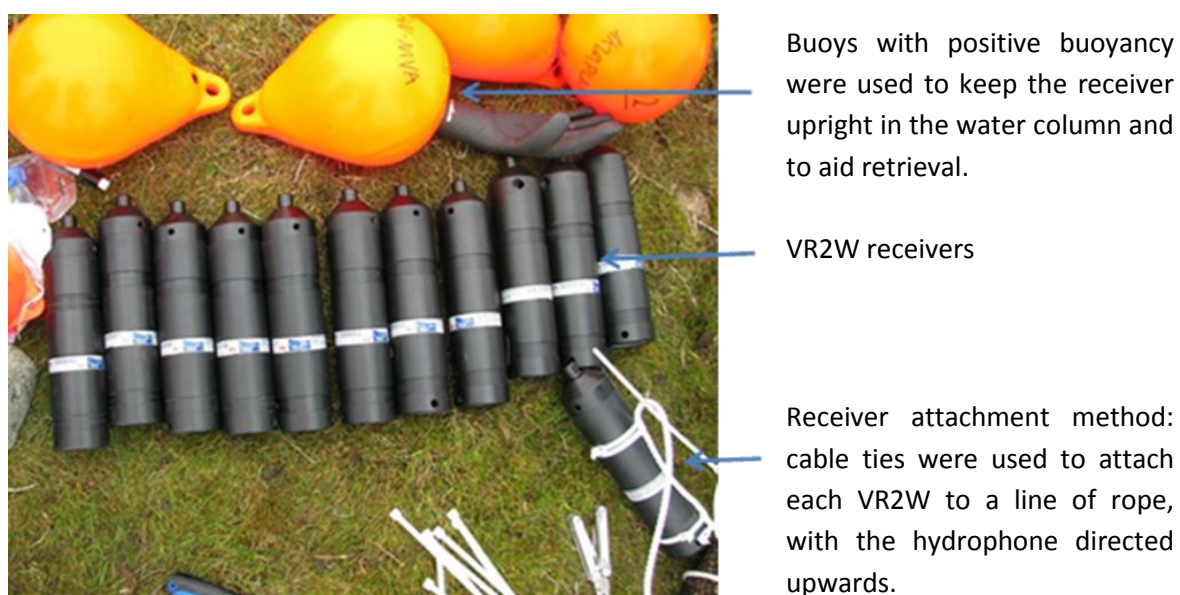 Buoys with positive buoyancy
were used to keep the receiver
upright in the water column and
to aid retrieval.
VR2W receivers
Receiver attachment method:
cable ties were used to attach
each VR2W to a line of rope,
with the hydrophone directed
upwards.